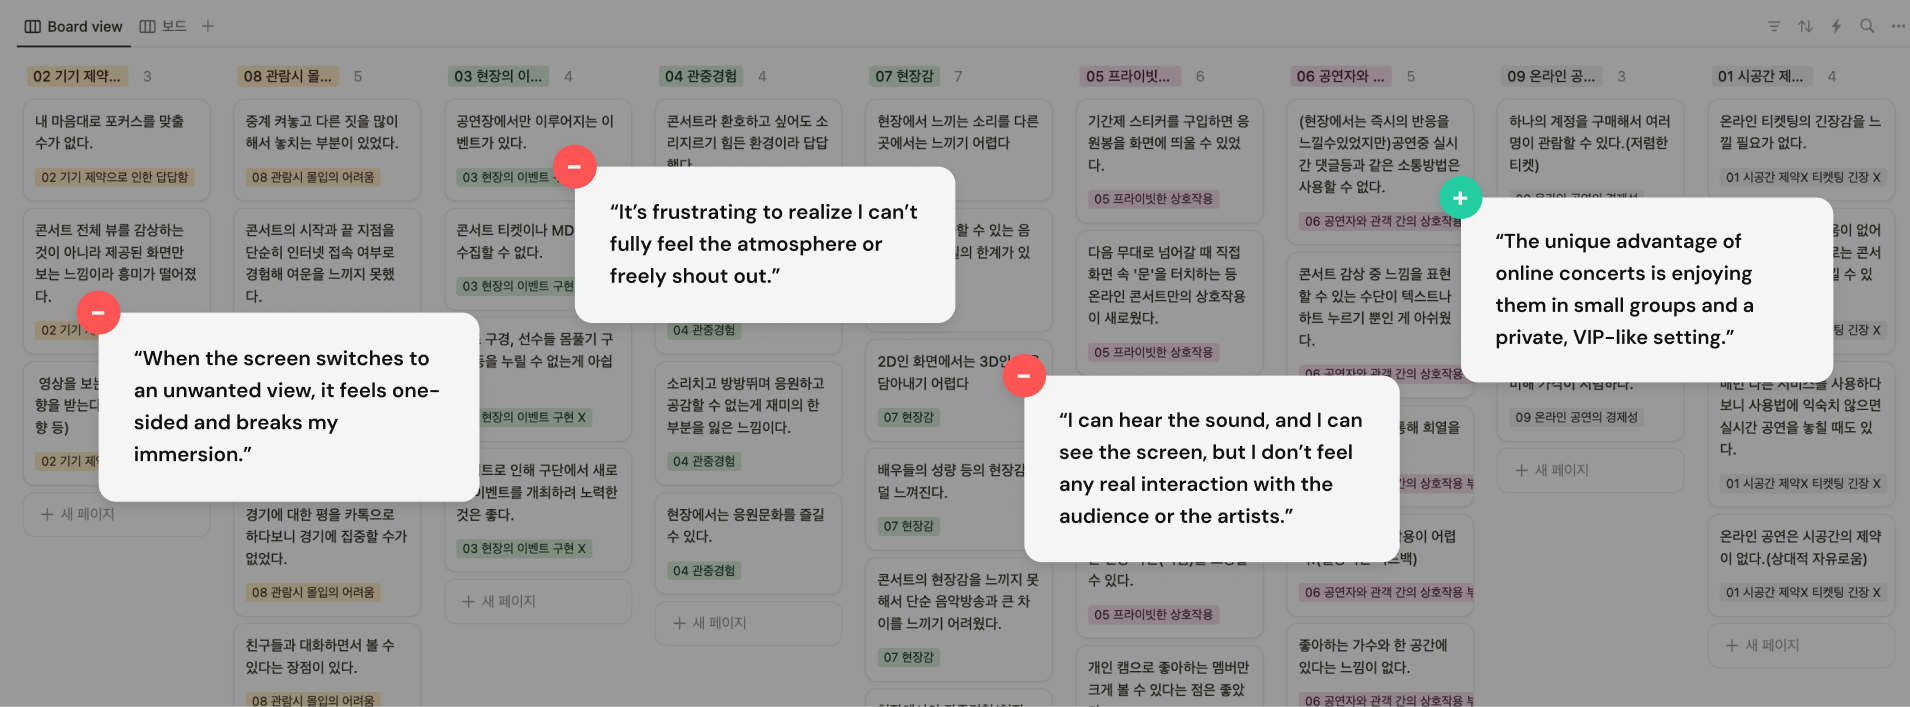 Board view
보드
02 기기 제약... 3
내 마음대로 포커스를 맞출
수가 없다.
02 기기 제약으로 인한 답답함
콘서트 전체 뷰를 감상하는
것이 아니라 제공된 화면만
보는 느낌이라 흥미가 떨어졌
다.
02 기기
영상을 보는
향을 받는다
향 등)
02 기기 제약
+ 새 페이지
08 관람시 몰... 5
중계 켜놓고 다른 짓을 많이
해서 놓치는 부분이 있었다.
08 관람시 몰입의 어려움
콘서트의 시작과 끝 지점을
단순히 인터넷 접속 여부로
경험해 여운을 느끼지 못했
다.
경기에 대한 평을 카톡으로
하다보니 경기에 집중할 수가
없었다.
08 관람시 몰입의 어려움
친구들과 대화하면서 볼 수
있다는 장점이 있다.
08 관람시 몰입의 어려움
03 현장의 이... 4
공연장에서만 이루어지는 이
벤트가 있다.
03 현장의 이벤트
콘서트 티켓이나 MD
수집할 수 없다.
03 현장의 이벤트
구경, 선수들 몸풀기 구
등을 누릴 수 없는게 아쉽
현장의 이벤트 구현 X
트로 인해 구단에서 새로
이벤트를 개최하려 노력한
것은 좋다.
03 현장의 이벤트 구현 X
+ 새 페이지
04 관중경험 4
콘서트라 환호하고 싶어도 소
리지르기 힘든 환경이라 답답
했다.
04 관중경험
소리치고 방방뛰며 응원하고
공감할 수 없는게 재미의 한
부분을 잃은 느낌이다.
04 관중경험
현장에서는 응원문화를 즐길
수 있다.
04 관중경험
+ 새 페이지
07 현장감 7
현장에서 느끼는 소리를 다른
곳에서는 느끼기 어렵다
할 수 있는 음
질의 한계가 있
2D인 화면에서는 3D인
담아내기 어렵다
07 현장감
배우들의 성량 등의 현장감
덜 느껴진다.
07 현장감
콘서트의 현장감을 느끼지 못
해서 단순 음악방송과 큰 차
이를 느끼기 어려웠다.
07 현장감
05 프라이빗... 6
기간제 스티커를 구입하면 응
원봉을 화면에 띄울 수 있었
다.
05 프라이빗한 상호작용
다음 무대로 넘어갈 때 직접
화면 속 '문'을 터치하는 등
온라인 콘서트만의 상호작용
이 새로웠다.
05 프라이빗한 상호작용
수 있다.
05 프라이빗한 상호작용
개인 캠으로 좋아하는 멤버만
크게 볼 수 있다는 점은 좋았
06 공연자와 ... 5
(현장에서는 즉시의 반응을
느낄수있었지만)공연중 실시
간 댓글등과 같은 소통방법은
사용할 수 없다.
06 공연자와 관객 간의 상호작용
콘서트 감상 중 느낌을 표현
할 수 있는 수단이 텍스트나
하트 누르기 뿐인 게 아쉬웠
다.
06 공연자와 관객 간의 상호작용
통해 희열을
간의 상호작용 부
작용이 어렵
06 공연자와 관객 간의 상호작용 부
좋아하는 가수와 한 공간에
있다는 느낌이 없다.
06 공연자와 관객 간의 상호작용 부
09 온라인 공... 3
하나의 계정을 구매해서 여러
명이 관람할 수 있다.(저렴한
티켓)
09 온라인 공연의 경제성
비해 가격이 저렴하다.
09 온라인 공연의 경제성
+ 새 페이지
01 시공간 제... 4
온라인 티켓팅의 긴장감을 느
낄 필요가 없다.
01 시공간 제약X 티켓팅 긴장 X
음이 없어
로는 콘서
낄 수 있
팅 긴장 X
매인 다른 서비스를 사용하다
보니 사용법에 익숙치 않으면
실시간 공연을 놓칠 때도 있
다.
01 시공간 제약X 티켓팅 긴장 X
온라인 공연은 시공간의 제약
이 없다.(상대적 자유로움)
01 시공간 제약X 티켓팅 긴장 X
+ 새 페이지
“When the screen switches to
an unwanted view, it feels one-
sided and breaks my
immersion.”
“It’s frustrating to realize I can’t
fully feel the atmosphere or
freely shout out.”
“I can hear the sound, and I can
see the screen, but I don’t feel
any real interaction with the
audience or the artists.”
“The unique advantage of
online concerts is enjoying
them in small groups and a
private, VIP-like setting.”